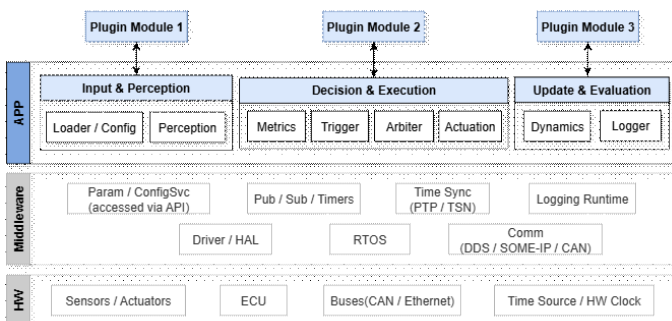 Plugin Module 1
Plugin Module 2
Plugin Module 3
APP
Input & Perception
Decision & Execution
Update & Evaluation
Loader / Config
Perception
Metrics
Trigger
Arbiter
Actuation
Dynamics
Logger
Middleware
Param / ConfigSvc
(accessed via API)
Pub / Sub / Timers
Time Sync
(PTP / TSN)
Logging Runtime
Driver / HAL
RTOS
Comm
(DDS / SOME-IP / CAN)
HW
Sensors / Actuators
ECU
Buses(CAN / Ethernet)
Time Source / HW Clock